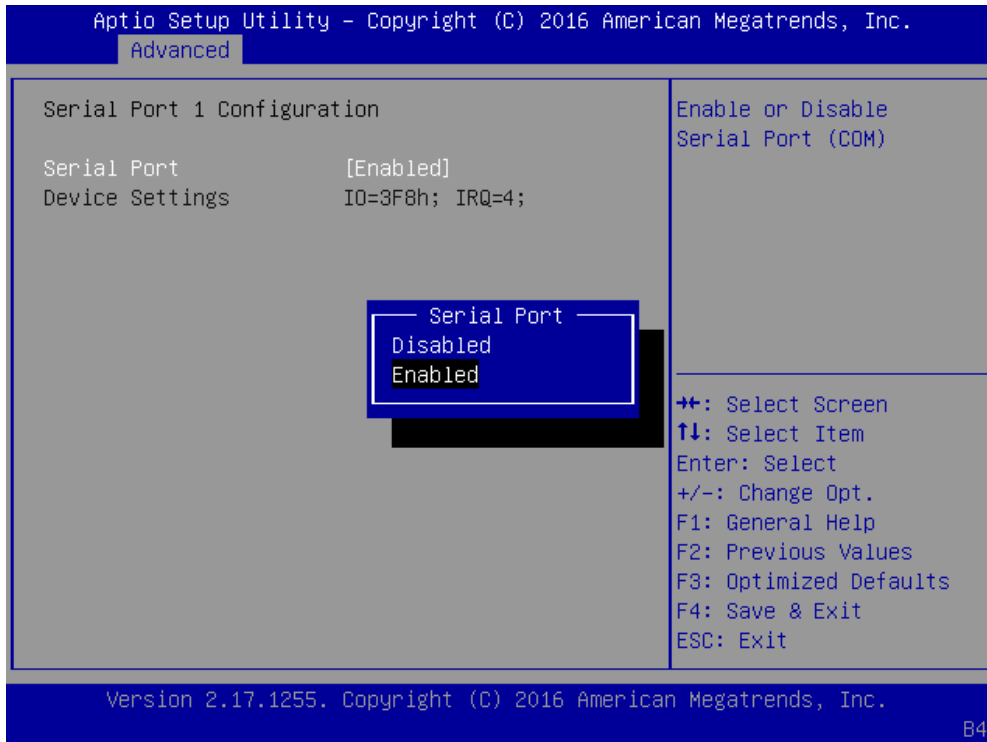 Aptio Setup Utility – Copyright (C) 2016 American Megatrends, Inc.
Advanced
Serial Port 1 Configuration
Serial Port [Enabled]
Device Settings IO=3F8h; IRQ=4;
Serial Port
Disabled
Enabled
Enable or Disable
Serial Port (COM)
→←: Select Screen
↑↓: Select Item
Enter: Select
+/-: Change Opt.
F1: General Help
F2: Previous Values
F3: Optimized Defaults
F4: Save & Exit
ESC: Exit
Version 2.17.1255. Copyright (C) 2016 American Megatrends, Inc.
B4